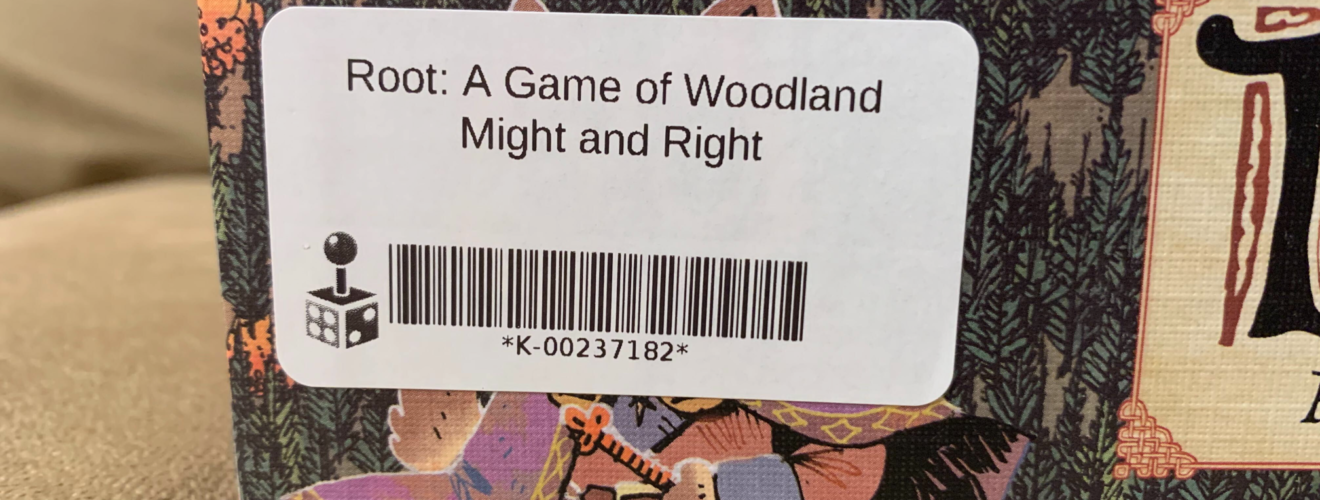 Root: A Game of Woodland
Might and Right
*K-00237182*